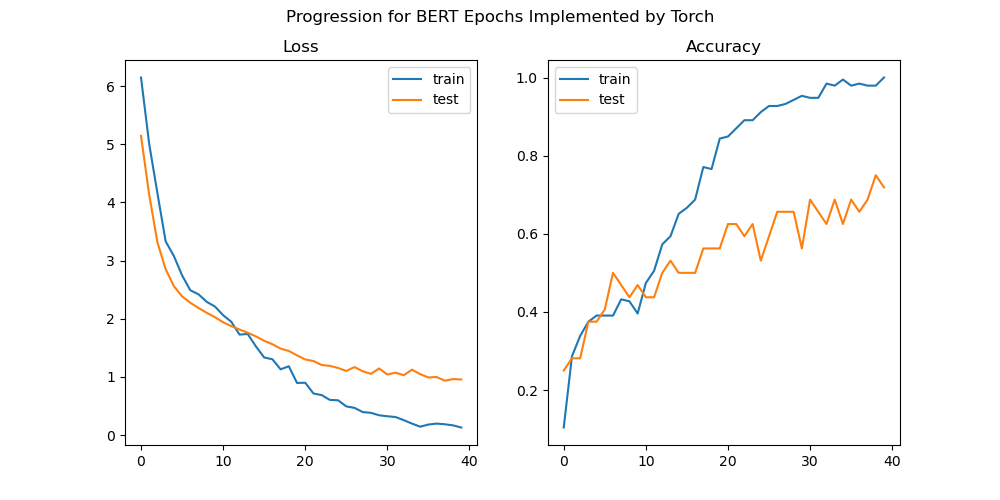 Progression for BERT Epochs Implemented by Torch
Loss
train
test
6
5
4
3
2
1
0
0 10 20 30 40
Accuracy
train
test
1.0
0.8
0.6
0.4
0.2
0 10 20 30 40